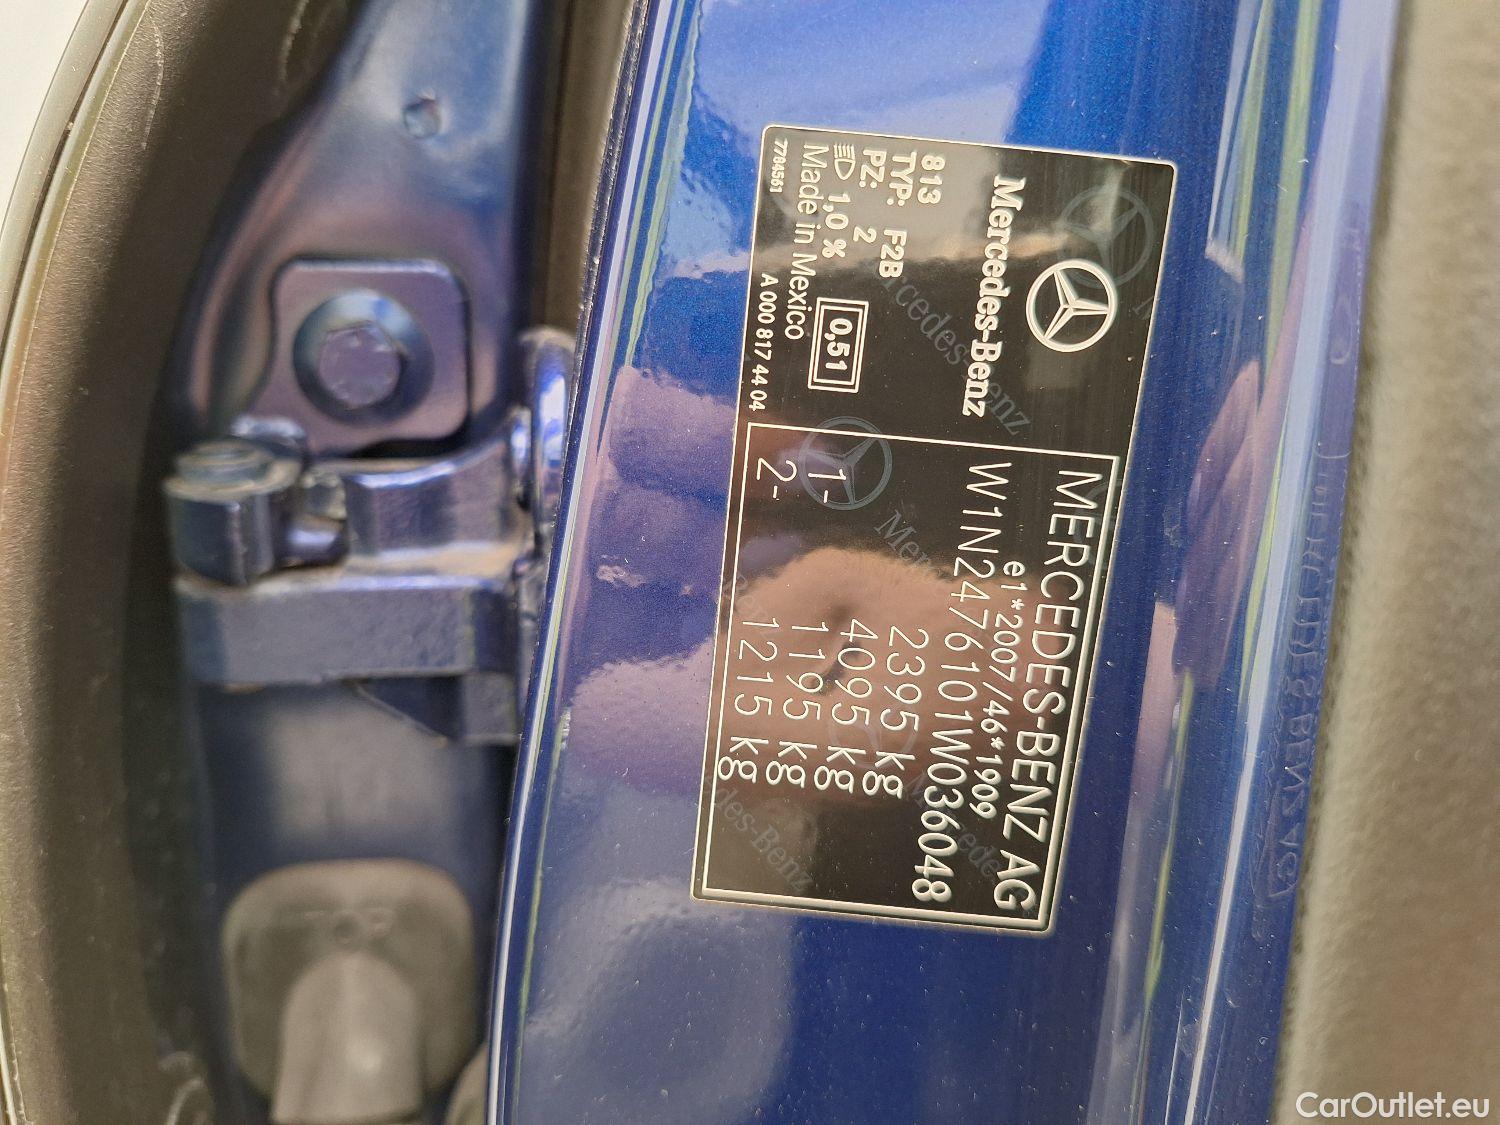 Mercedes-Benz
813
TYP: F2B
PZ: 2
1,0 % 0,51
Made in Mexico
7784561 A 000 817 44 04
MERCEDES-BENZ AG
e1*2007/46*1909
W1N2476101W036048
2395 kg
4095 kg
1- 1195 kg
2- 1215 kg
TOP
CarOutlet.eu